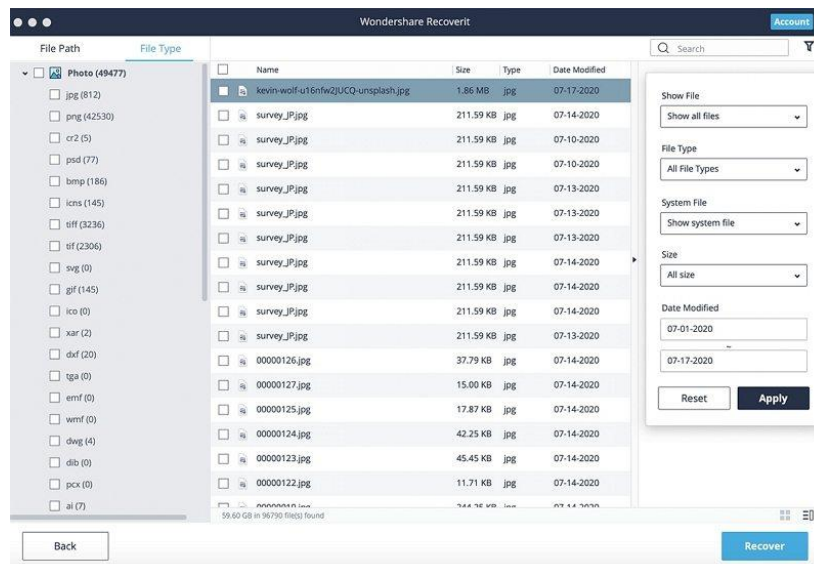 Wondershare Recoverit
Account
File Path
File Type
Search
Photo (49477)
jpg (812)
png (42530)
cr2 (5)
psd (77)
bmp (186)
icns (145)
tiff (3236)
tif (2306)
svg (0)
gif (145)
ico (0)
xar (2)
dxf (20)
tga (0)
emf (0)
wmf (0)
dwg (4)
dib (0)
pcx (0)
ai (7)
Name Size Type Date Modified
kevin-wolf-u16nfw2JUCQ-unsplash.jpg 1.86 MB jpg 07-17-2020
survey_JP.jpg 211.59 KB jpg 07-14-2020
survey_JP.jpg 211.59 KB jpg 07-10-2020
survey_JP.jpg 211.59 KB jpg 07-10-2020
survey_JP.jpg 211.59 KB jpg 07-13-2020
survey_JP.jpg 211.59 KB jpg 07-13-2020
survey_JP.jpg 211.59 KB jpg 07-13-2020
survey_JP.jpg 211.59 KB jpg 07-14-2020
survey_JP.jpg 211.59 KB jpg 07-14-2020
survey_JP.jpg 211.59 KB jpg 07-14-2020
survey_JP.jpg 211.59 KB jpg 07-13-2020
00000126.jpg 37.79 KB jpg 07-14-2020
00000127.jpg 15.00 KB jpg 07-14-2020
00000125.jpg 17.87 KB jpg 07-14-2020
00000124.jpg 42.25 KB jpg 07-14-2020
00000123.jpg 45.45 KB jpg 07-14-2020
00000122.jpg 11.71 KB jpg 07-14-2020
59.60 GB in 96790 file(s) found
Show File
Show all files
File Type
All File Types
System File
Show system file
Size
All size
Date Modified
07-01-2020
~
07-17-2020
Reset
Apply
Back
Recover